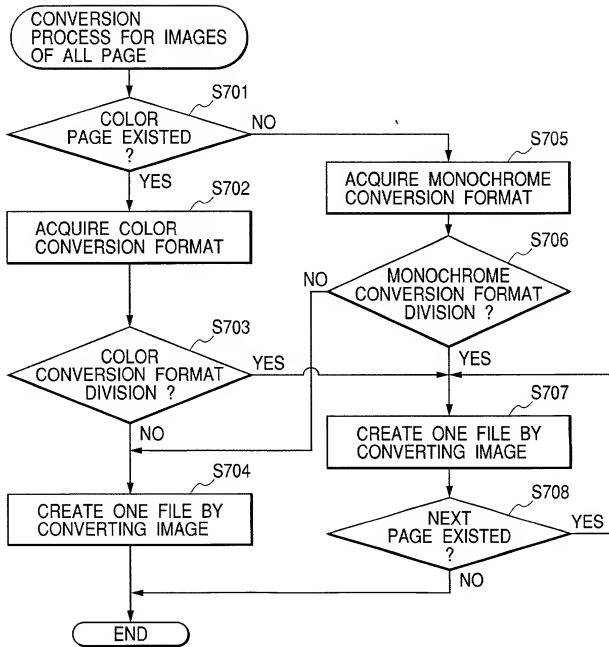 CONVERSION
PROCESS FOR IMAGES
OF ALL PAGE
S701
COLOR
PAGE EXISTED
?
NO
YES
S702
ACQUIRE COLOR
CONVERSION FORMAT
S705
ACQUIRE MONOCHROME
CONVERSION FORMAT
S706
MONOCHROME
CONVERSION FORMAT
DIVISION ?
NO
YES
S703
COLOR
CONVERSION FORMAT
DIVISION ?
YES
NO
S704
CREATE ONE FILE BY
CONVERTING IMAGE
S707
CREATE ONE FILE BY
CONVERTING IMAGE
S708
NEXT
PAGE EXISTED
?
YES
NO
END